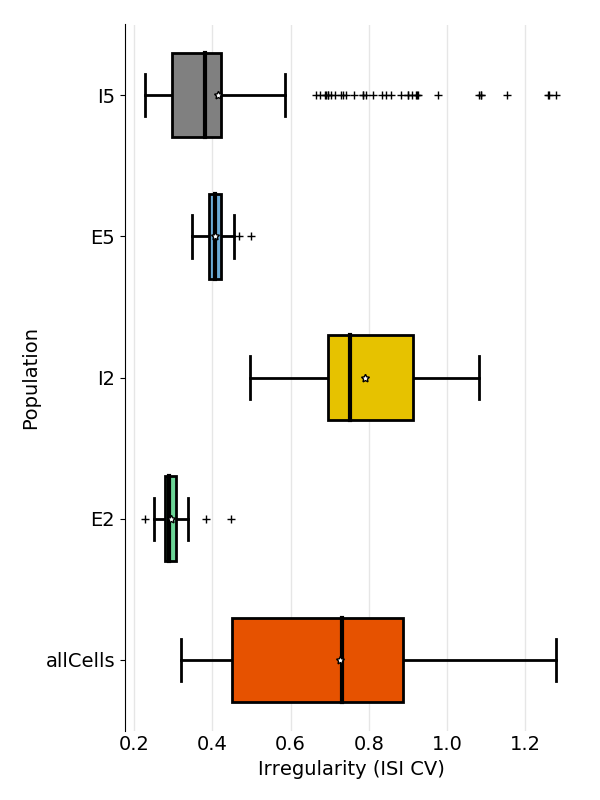 I5
E5
I2
E2
allCells
Population
0.2 0.4 0.6 0.8 1.0 1.2
Irregularity (ISI CV)